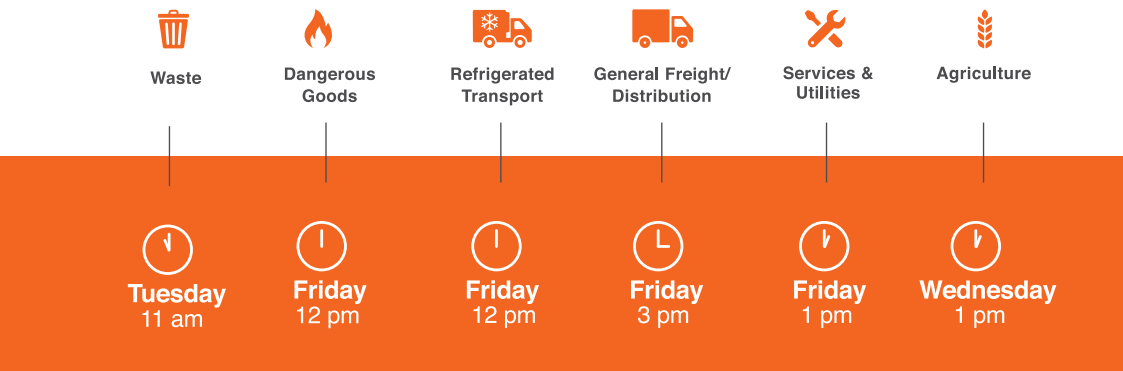 Waste
Dangerous
Goods
Refrigerated
Transport
General Freight/
Distribution
Services &
Utilities
Agriculture
Tuesday
11 am
Friday
12 pm
Friday
12 pm
Friday
3 pm
Friday
1 pm
Wednesday
1 pm